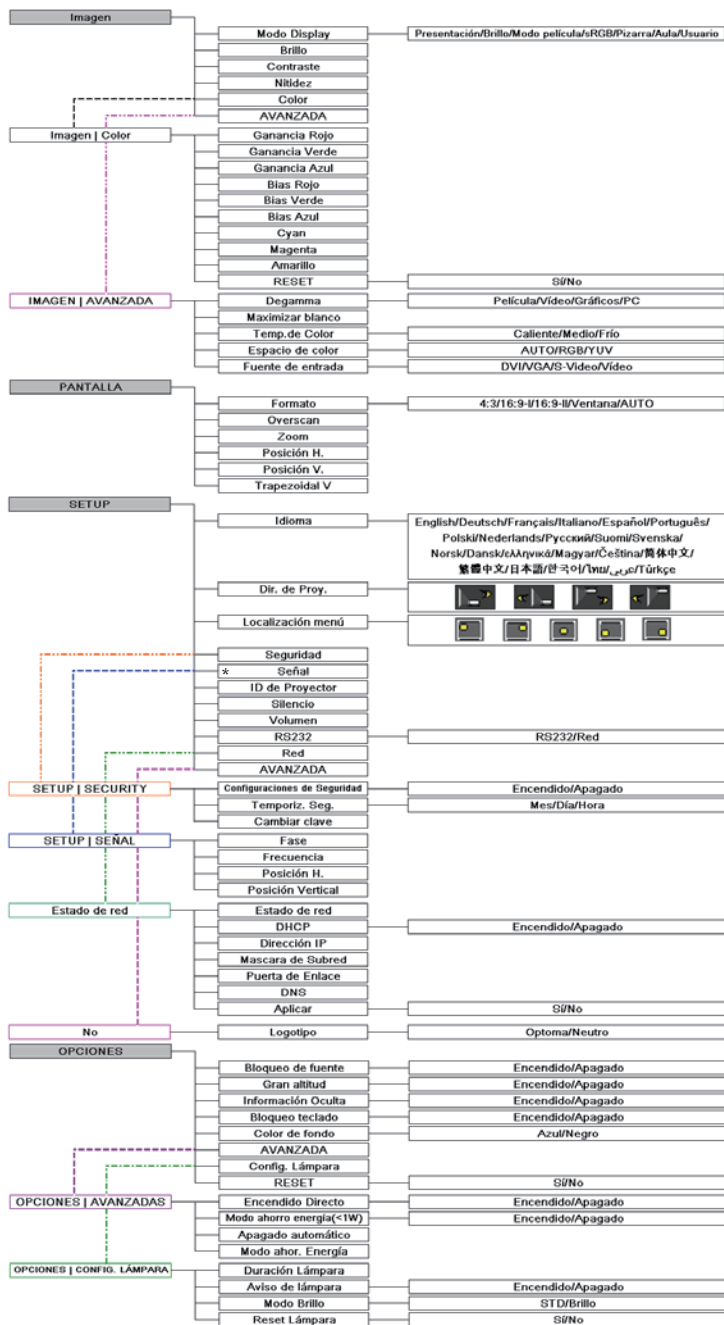 Imagen
Modo Display Presentación/Brillo/Modo película/sRGB/Pizarra/Aula/Usuario
Brillo
Contraste
Nitidez
Color
AVANZADA
Imagen | Color Ganancia Rojo
Ganancia Verde
Ganancia Azul
Bias Rojo
Bias Verde
Bias Azul
Cyan
Magenta
Amarillo
RESET Sí/No
IMAGEN | AVANZADA Degamma Película/Vídeo/Gráficos/PC
Maximizar blanco
Temp.de Color Caliente/Medio/Frío
Espacio de color AUTO/RGB/YUV
Fuente de entrada DVI/VGA/S-Video/Vídeo
PANTALLA
Formato 4:3/16:9-I/16:9-II/Ventana/AUTO
Overscan
Zoom
Posición H.
Posición V.
Trapezoidal V
SETUP
Idioma English/Deutsch/Français/Italiano/Español/Português/
Polski/Nederlands/Русский/Suomi/Svenska/
Norsk/Dansk/ελληνικά/Magyar/Čeština/简体中文/
繁體中文/日本語/한국어/ไทย/عربي/Türkçe
Dir. de Proy.
Localización menú
Seguridad
* Señal
ID de Proyector
Silencio
Volumen
RS232 RS232/Red
Red
AVANZADA
SETUP | SECURITY Configuraciones de Seguridad Encendido/Apagado
Temporiz. Seg. Mes/Día/Hora
Cambiar clave
SETUP | SEÑAL Fase
Frecuencia
Posición H.
Posición Vertical
Estado de red Estado de red
DHCP Encendido/Apagado
Dirección IP
Mascara de Subred
Puerta de Enlace
DNS
Aplicar Sí/No
No Logotipo Optoma/Neutro
OPCIONES
Bloqueo de fuente Encendido/Apagado
Gran altitud Encendido/Apagado
Información Oculta Encendido/Apagado
Bloqueo teclado Encendido/Apagado
Color de fondo Azul/Negro
AVANZADA
Config. Lámpara
RESET Sí/No
OPCIONES | AVANZADAS Encendido Directo Encendido/Apagado
Modo ahorro energia(<1W) Encendido/Apagado
Apagado automático
Modo ahor. Energía
OPCIONES | CONFIG. LÁMPARA Duración Lámpara
Aviso de lámpara Encendido/Apagado
Modo Brillo STD/Brillo
Reset Lámpara Sí/No